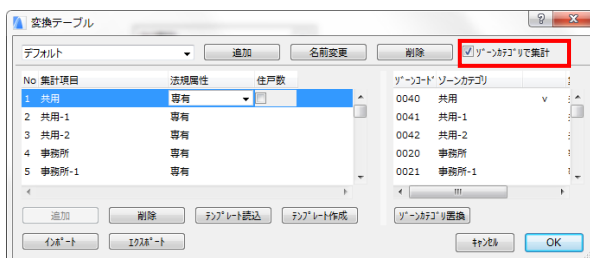 変換テーブル
デフォルト 追加 名前変更 削除 ｿﾞｰﾝｶﾃｺﾞﾘで集計
No 集計項目 法規属性 住戸数 ｿﾞｰﾝｺｰﾄﾞ ゾーンカテゴリ
1 共用 専有 0040 共用 v
2 共用-1 専有 0041 共用-1
3 共用-2 専有 0042 共用-2
4 事務所 専有 0020 事務所
5 事務所-1 専有 0021 事務所-1
追加 削除 ﾃﾝﾌﾟﾚｰﾄ読込 ﾃﾝﾌﾟﾚｰﾄ作成 ｿﾞｰﾝｶﾃｺﾞﾘ置換
ｲﾝﾎﾟｰﾄ ｴｸｽﾎﾟｰﾄ ｷｬﾝｾﾙ OK